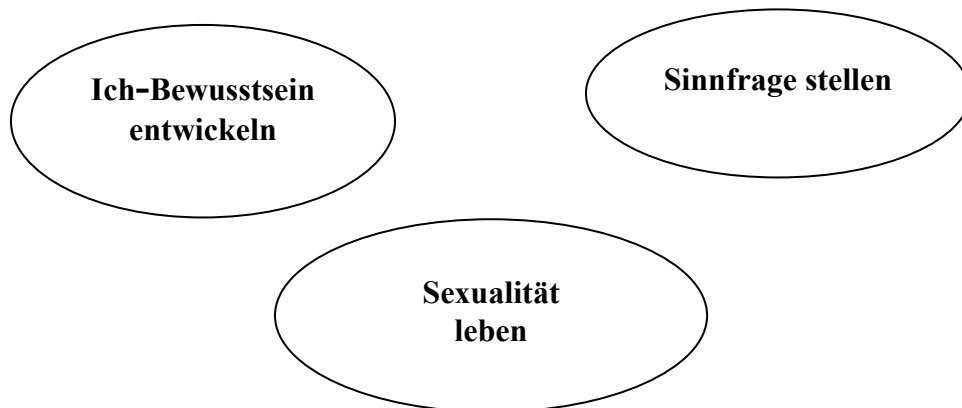 Ich-Bewusstsein
entwickeln
Sinnfrage stellen
Sexualität
leben